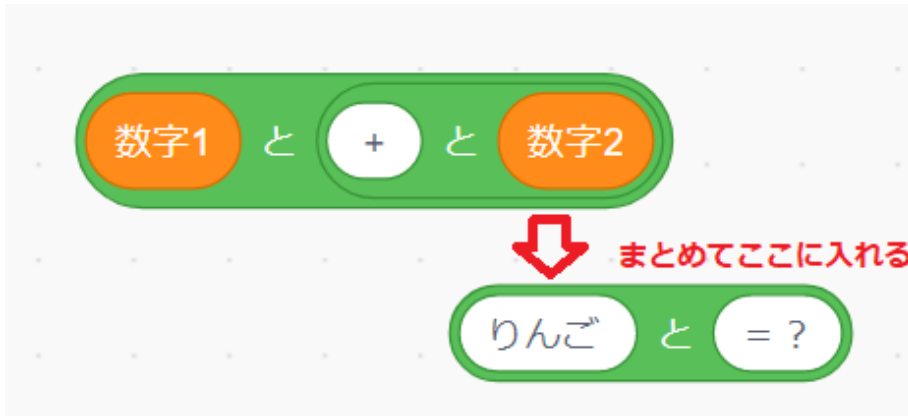 数字1 と + と 数字2
まとめてここに入れる
りんご と = ?